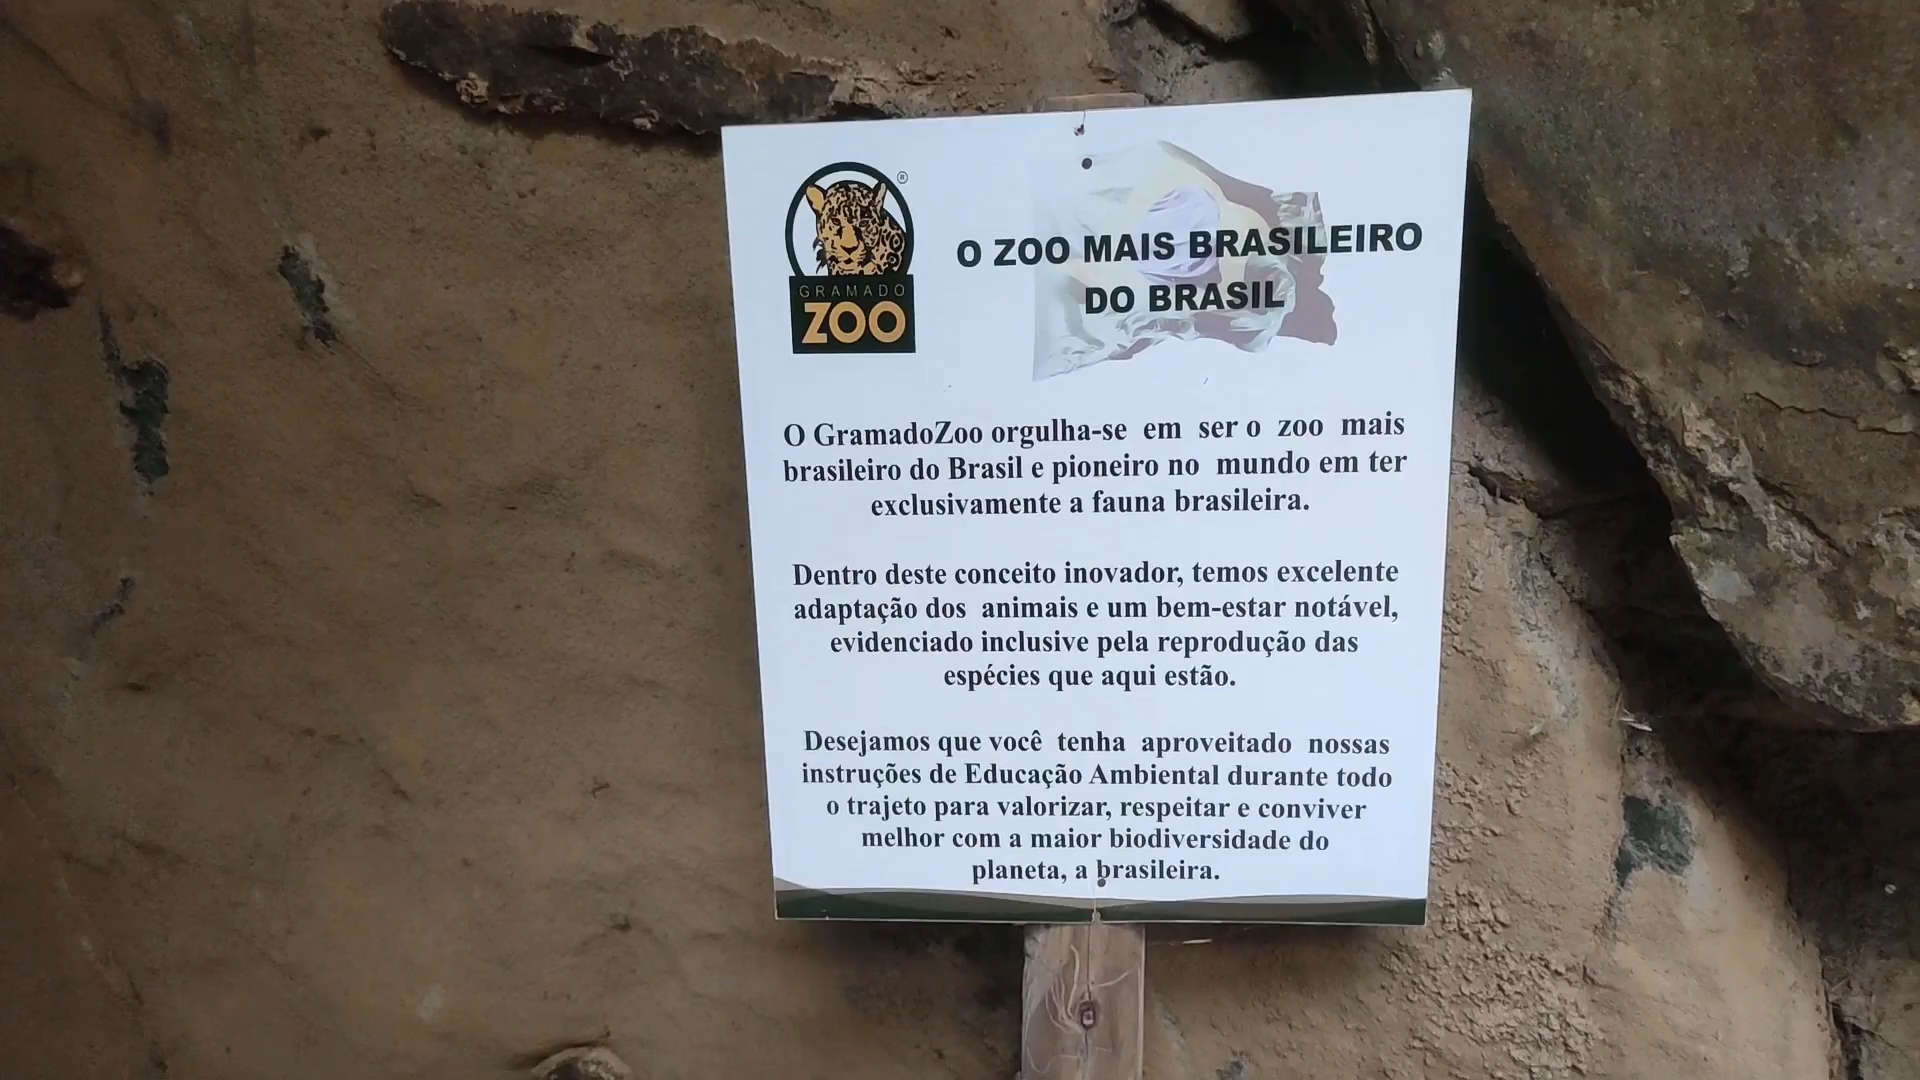 ®
GRAMADO
ZOO
O ZOO MAIS BRASILEIRO
DO BRASIL
O GramadoZoo orgulha-se em ser o zoo mais
brasileiro do Brasil e pioneiro no mundo em ter
exclusivamente a fauna brasileira.
Dentro deste conceito inovador, temos excelente
adaptação dos animais e um bem-estar notável,
evidenciado inclusive pela reprodução das
espécies que aqui estão.
Desejamos que você tenha aproveitado nossas
instruções de Educação Ambiental durante todo
o trajeto para valorizar, respeitar e conviver
melhor com a maior biodiversidade do
planeta, a brasileira.